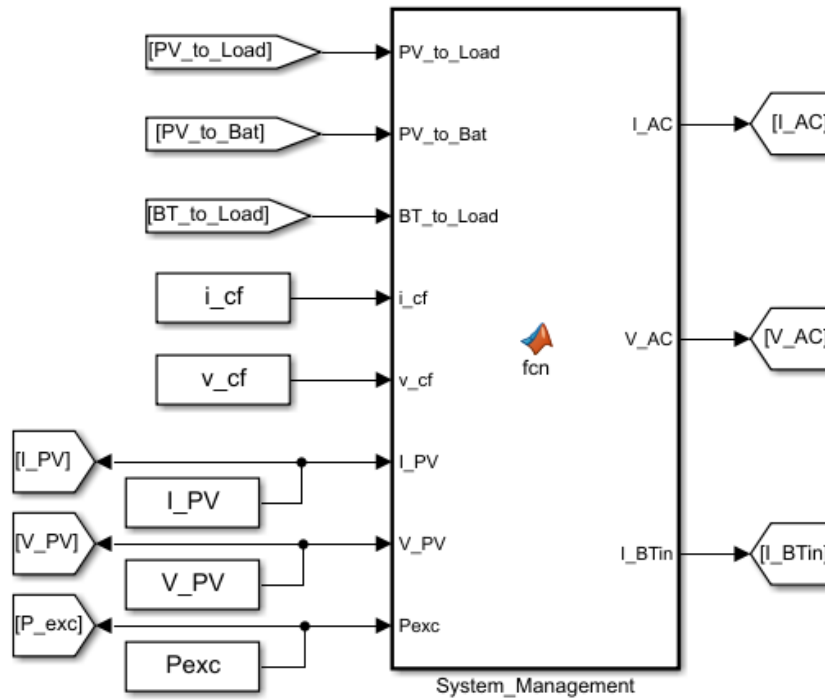 [PV_to_Load]
PV_to_Load
[I_AC]
I_AC
[PV_to_Bat]
PV_to_Bat
[BT_to_Load]
BT_to_Load
i_cf
i_cf
[V_AC]
V_AC
fcn
v_cf
v_cf
[I_PV]
I_PV
I_PV
[V_PV]
V_PV
I_BTin
[I_BTin]
V_PV
[P_exc]
Pexc
Pexc
System_Management